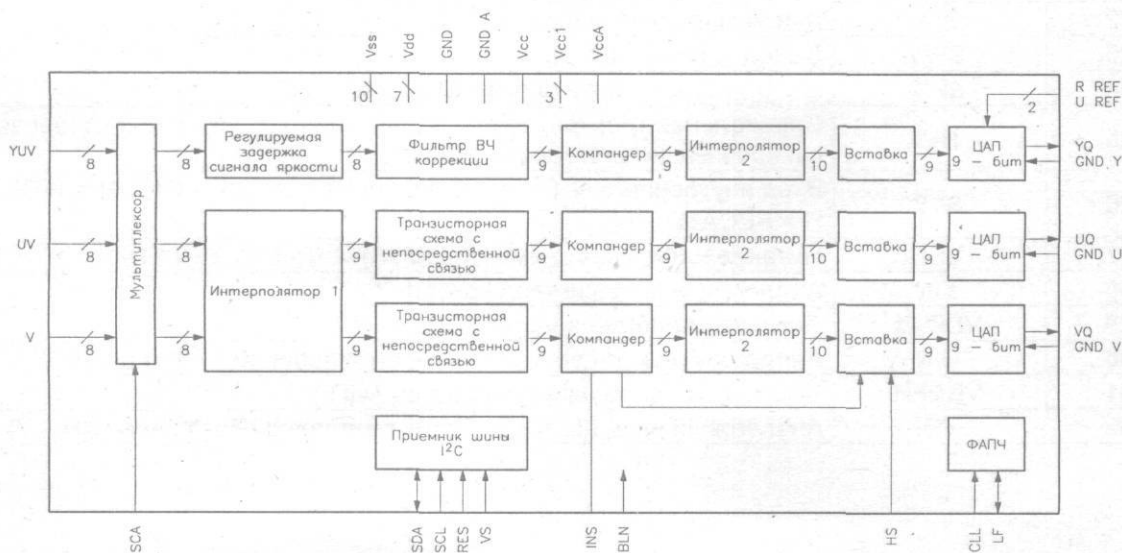 Vss
Vdd
GND
GND A
Vcc
Vcc1
VccA
10
7
3
R REF
U REF
2
YUV
8
8
Регулируемая
задержка
сигнала яркости
8
Фильтр ВЧ
коррекции
9
Компандер
9
Интерполятор
2
10
Вставка
9
ЦАП
9 - бит
YQ
GND Y
Мультиплексор
UV
8
8
Интерполятор 1
9
Транзисторная
схема с
непосредственной
связью
9
Компандер
9
Интерполятор
2
10
Вставка
9
ЦАП
9 - бит
UQ
GND U
V
8
8
9
Транзисторная
схема с
непосредственной
связью
9
Компандер
9
Интерполятор
2
10
Вставка
9
ЦАП
9 - бит
VQ
GND V
Приемник шины
I²C
ФАПЧ
SCA
SDA
SCL
RES
VS
INS
BLN
HS
CLL
LF